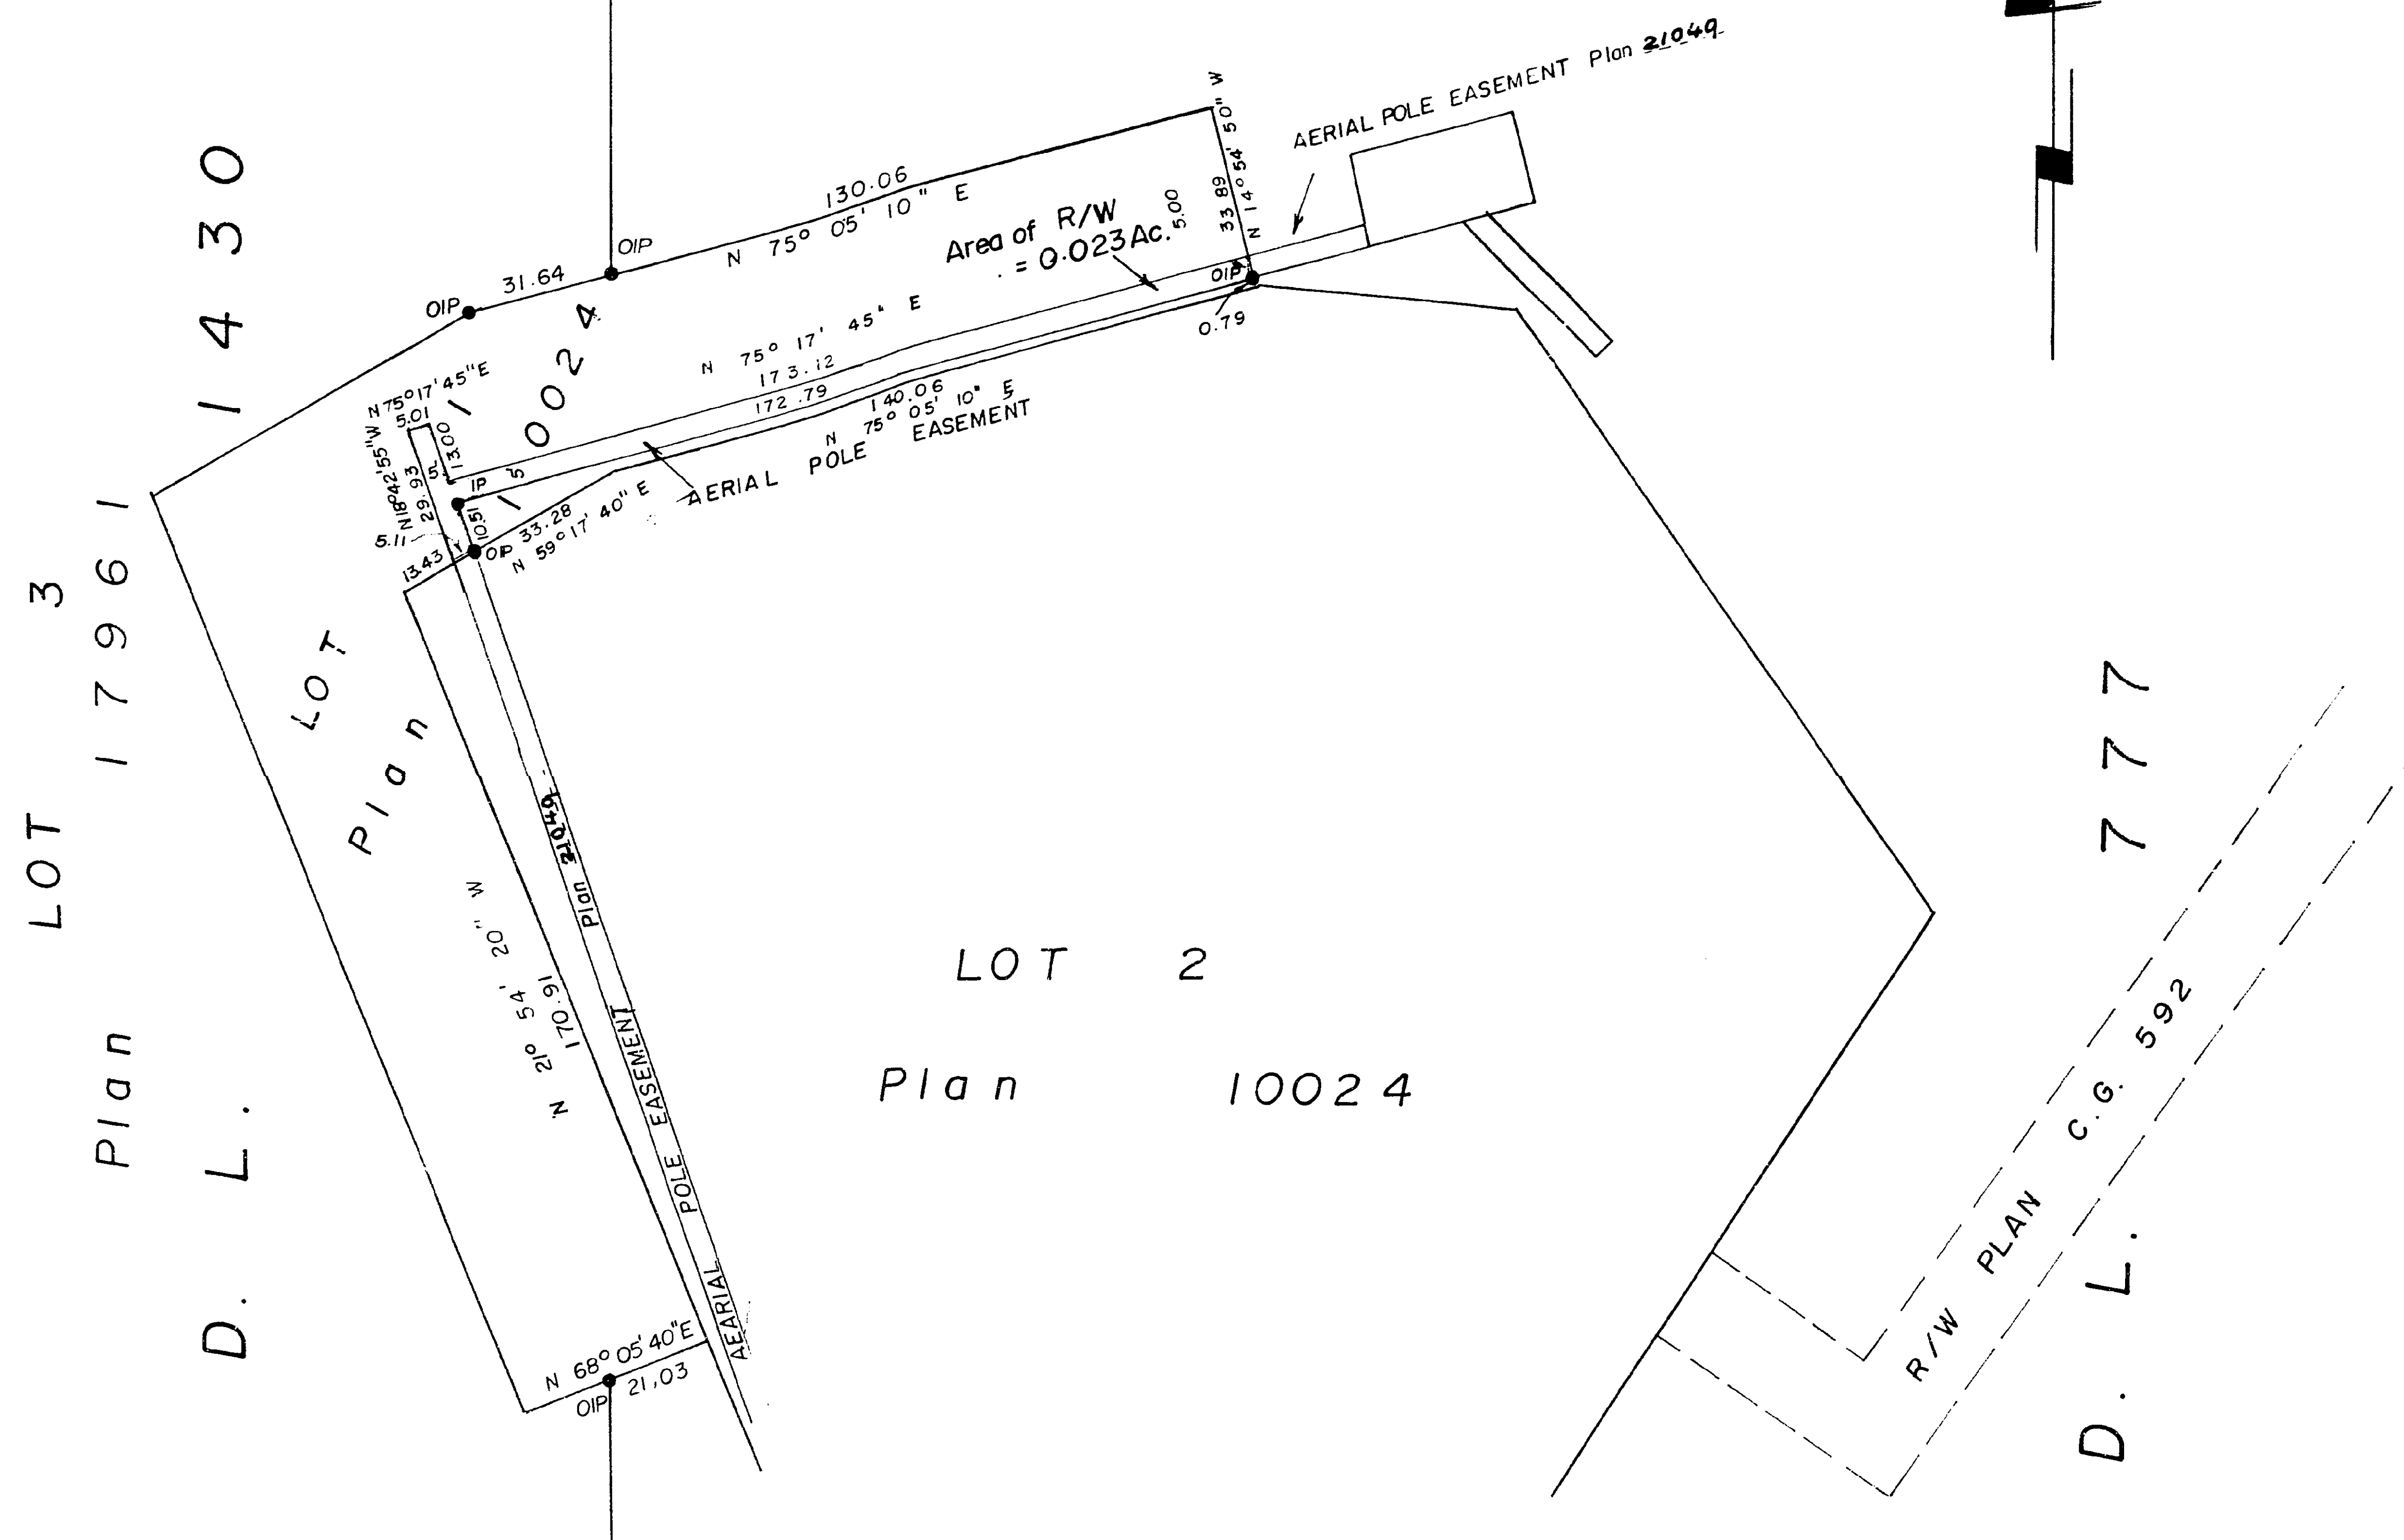 AERIAL POLE EASEMENT Plan 21049
N 14° 54' 50" W
33.89
5.00
130.06
N 75° 05' 10" E
Area of R/W
= 0.023 Ac.
OIP
31.64
OIP
OIP
0.79
N 75° 17' 45" E
173.12
172.79
140.06
N 75° 05' 10" E
AERIAL POLE EASEMENT
N 75° 17' 45" E
5.01
13.00
N 18° 42' 55" W
29.93
5'
5'
IP
10.51
5.11
13.43
OIP
33.28
N 59° 17' 40" E
LOT 1
Plan 10024
LOT 3
Plan 17961
D. L. 1430
N 21° 54' 20" W
170.91
AEARIAL POLE EASEMENT Plan 21049
N 68° 05' 40" E
21,03
OIP
LOT 2
Plan 10024
R/W PLAN C.G. 592
D. L. 777